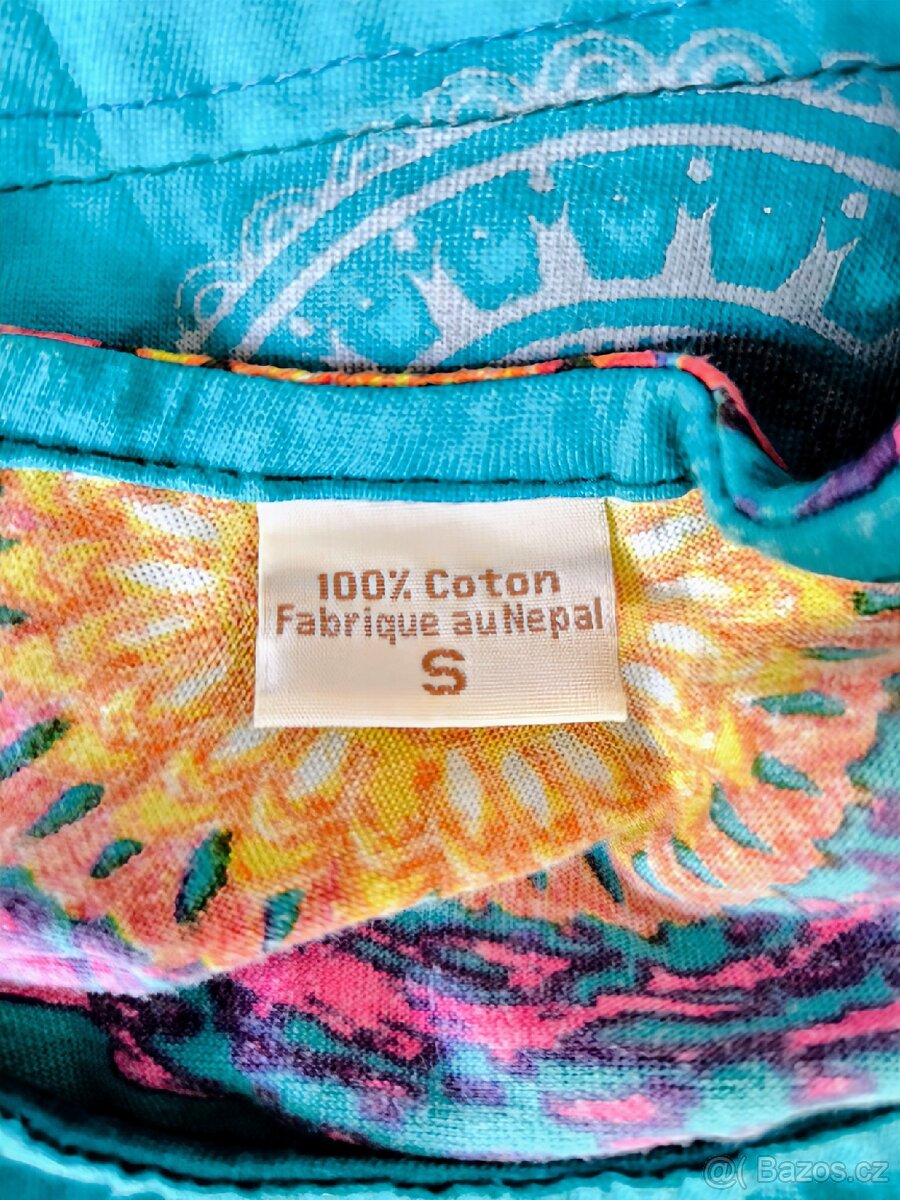 100% Coton
Fabrique au Nepal
S
@( Bazos.cz